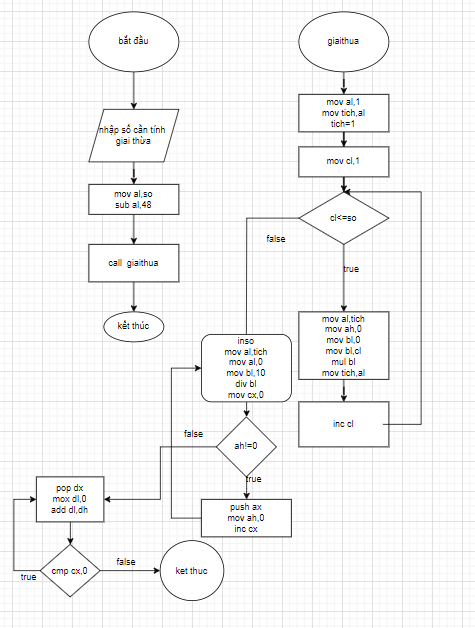 bắt đầu
nhập số cần tính
giai thừa
mov al,so
sub al,48
call giaithua
kết thúc
giaithua
mov al,1
mov tich,al
tich=1
mov cl,1
cl<=so
false
true
mov al,tich
mov ah,0
mov bl,0
mov bl,cl
mul bl
mov tich,al
inc cl
inso
mov al,tich
mov al,0
mov bl,10
div bl
mov cx,0
ah!=0
false
true
push ax
mov ah,0
inc cx
pop dx
mox dl,0
add dl,dh
cmp cx,0
true
false
ket thuc